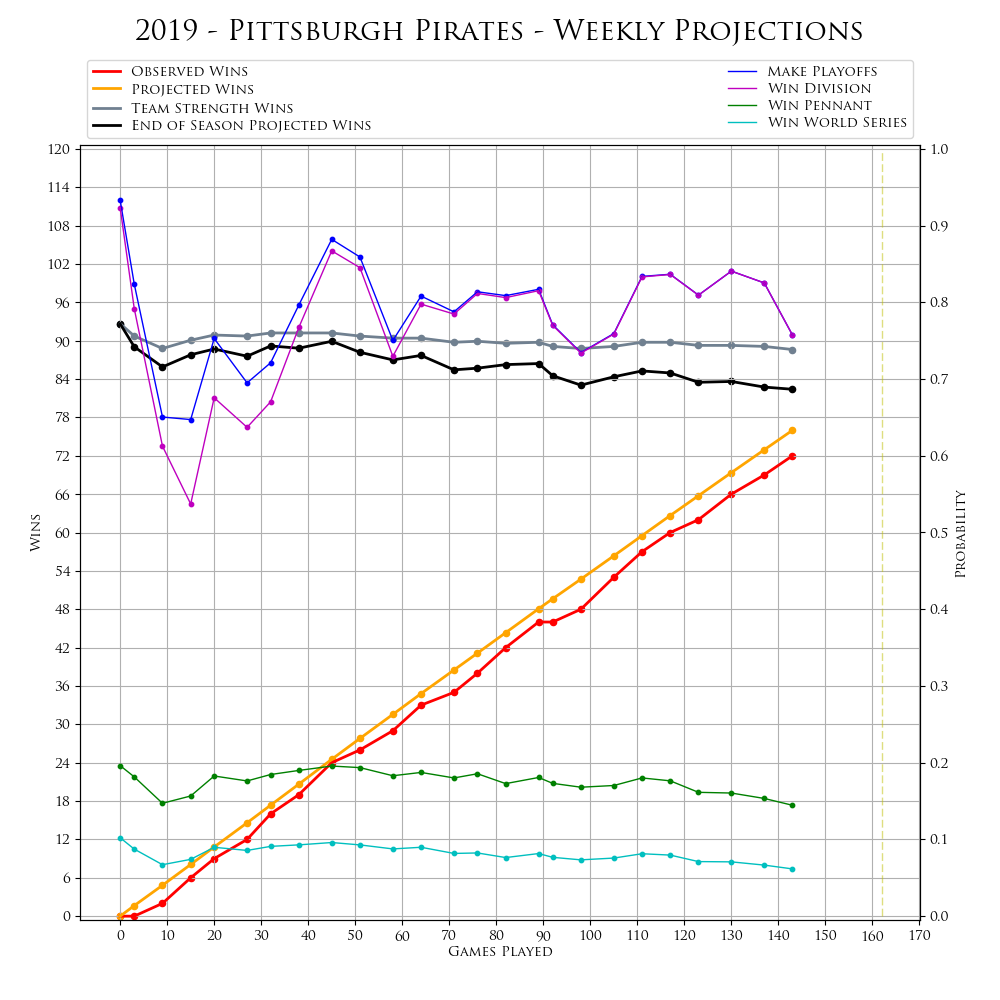 2019 - Pittsburgh Pirates - Weekly Projections
Observed Wins
Projected Wins
Team Strength Wins
End of Season Projected Wins
Make Playoffs
Win Division
Win Pennant
Win World Series
120
114
108
102
96
90
84
78
72
66
60
54
48
42
36
30
24
18
12
6
0
Wins
1.0
0.9
0.8
0.7
0.6
0.5
0.4
0.3
0.2
0.1
0.0
Probability
0 10 20 30 40 50 60 70 80 90 100 110 120 130 140 150 160 170
Games Played